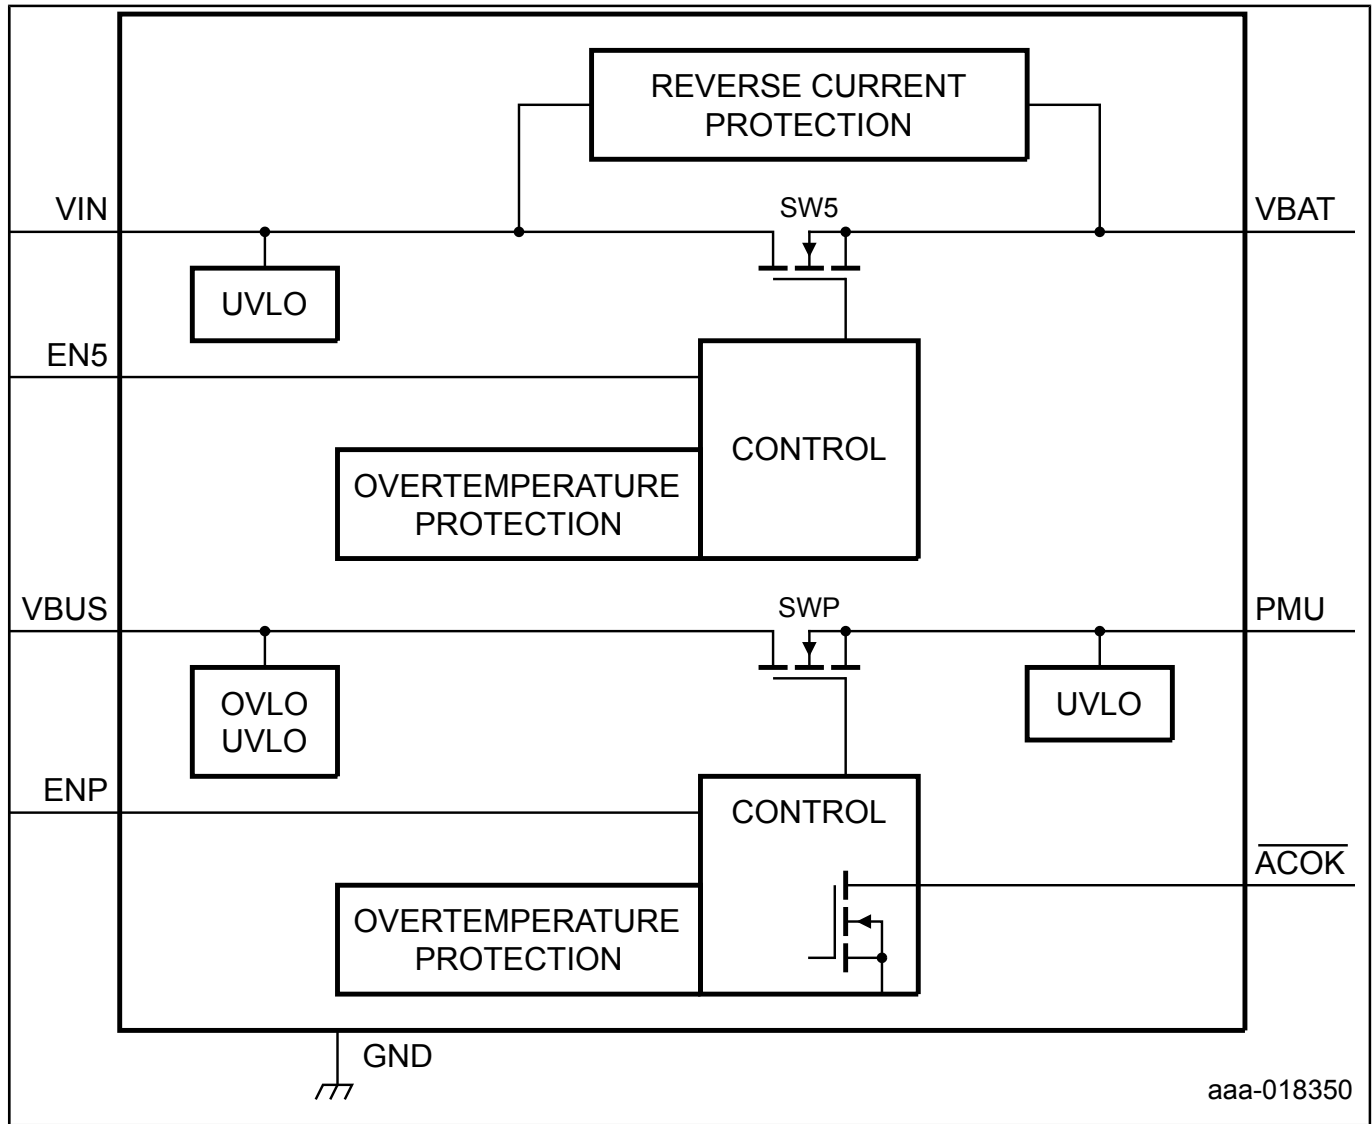 REVERSE CURRENT
PROTECTION
VIN
SW5
VBAT
UVLO
EN5
CONTROL
OVERTEMPERATURE
PROTECTION
VBUS
SWP
PMU
OVLO
UVLO
UVLO
ENP
CONTROL
ACOK
OVERTEMPERATURE
PROTECTION
GND
aaa-018350